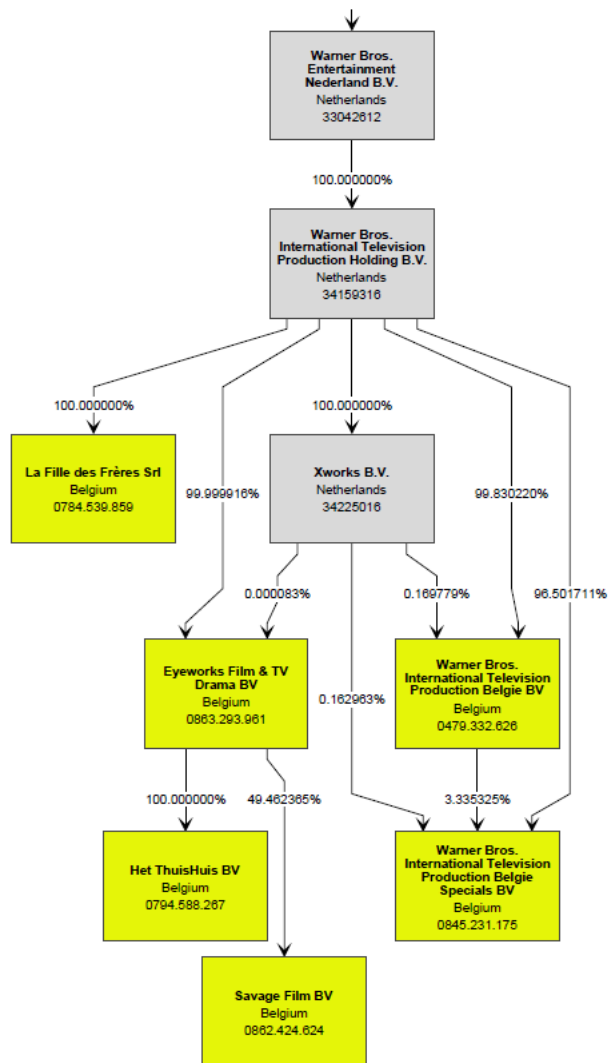 Warner Bros.
Entertainment
Nederland B.V.
Netherlands
33042612
100.000000%
Warner Bros.
International Television
Production Holding B.V.
Netherlands
34159316
100.000000%
100.000000%
La Fille des Frères Srl
Belgium
0784.539.859
99.999916%
Xworks B.V.
Netherlands
34225016
99.830220%
0.000083%
0.169779%
96.501711%
Eyeworks Film & TV
Drama BV
Belgium
0863.293.961
0.162963%
Warner Bros.
International Television
Production Belgie BV
Belgium
0479.332.626
100.000000%
49.462365%
3.335325%
Het ThuisHuis BV
Belgium
0794.588.267
Warner Bros.
International Television
Production Belgie
Specials BV
Belgium
0845.231.175
Savage Film BV
Belgium
0862.424.624